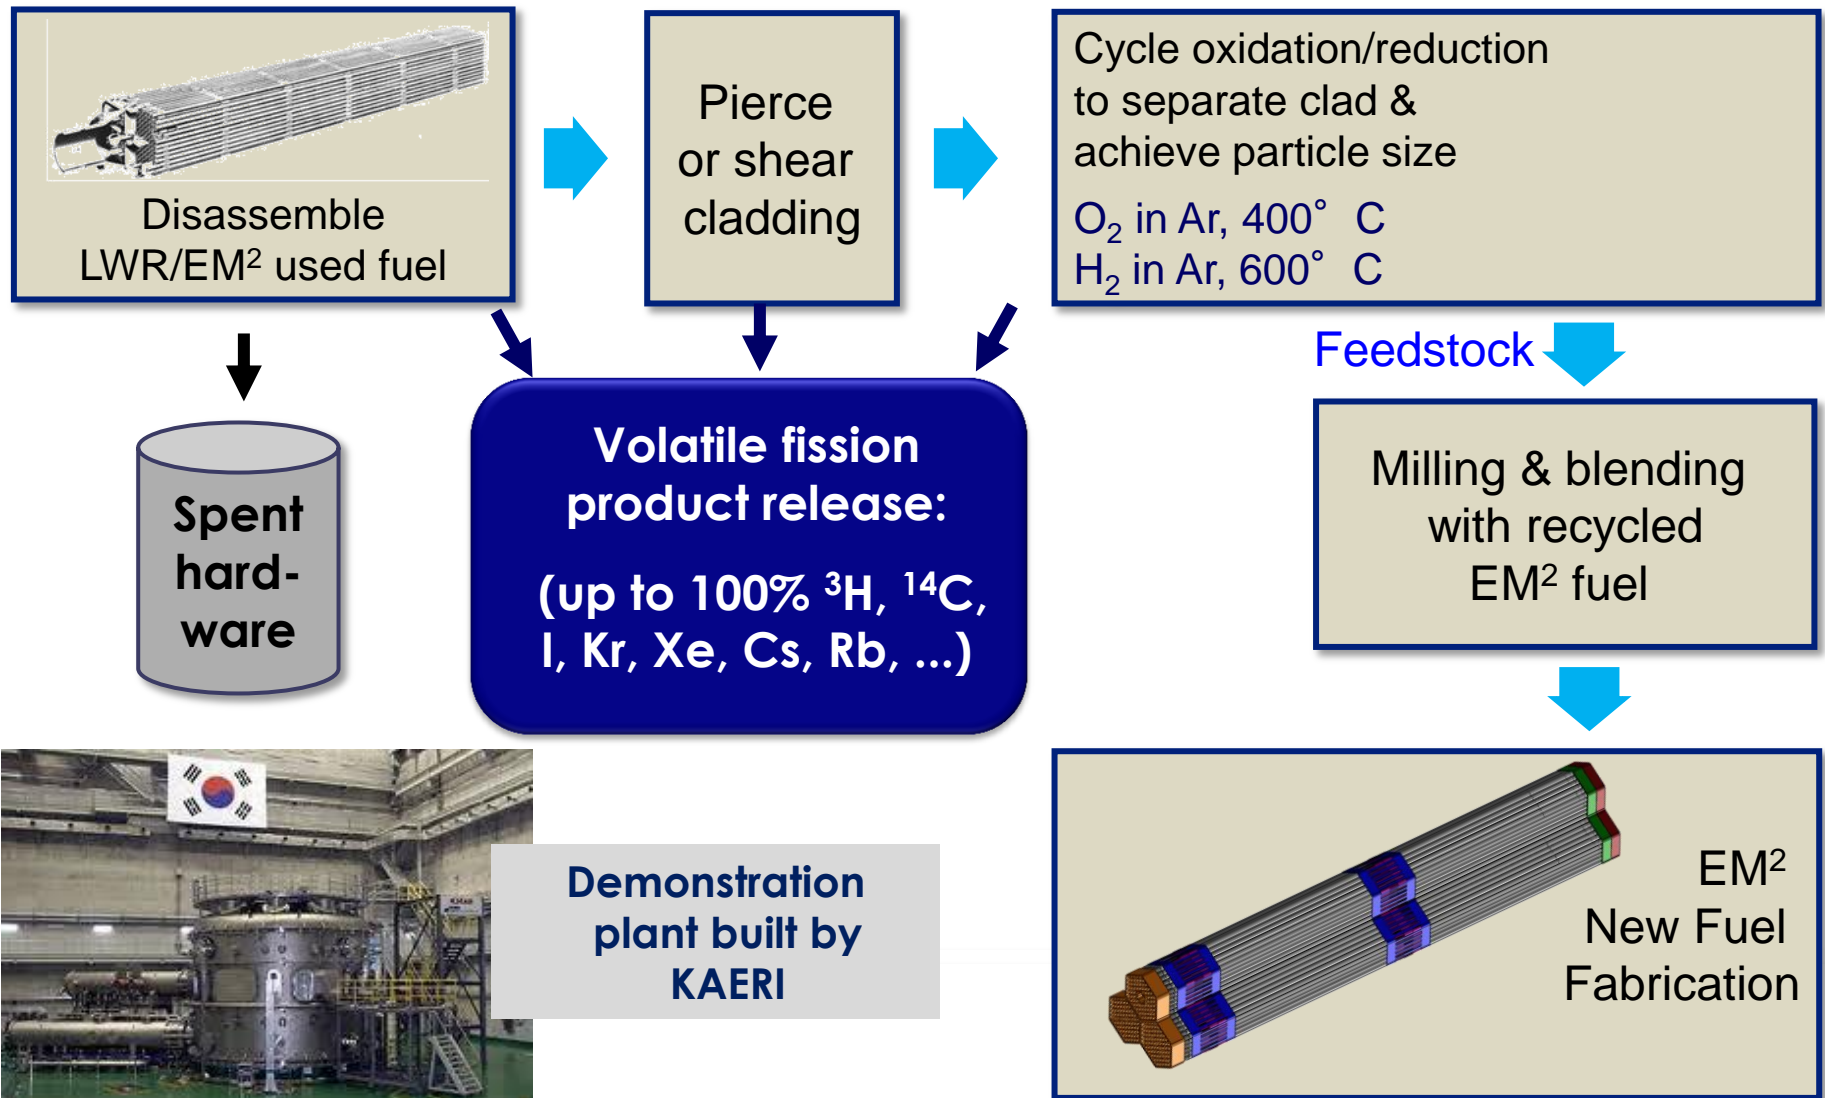 Disassemble
LWR/EM² used fuel
Pierce
or shear
cladding
Cycle oxidation/reduction
to separate clad &
achieve particle size
O₂ in Ar, 400° C
H₂ in Ar, 600° C
Feedstock
Spent
hard-
ware
Volatile fission
product release:
(up to 100% ³H, ¹⁴C,
I, Kr, Xe, Cs, Rb, ...)
Milling & blending
with recycled
EM² fuel
Demonstration
plant built by
KAERI
EM²
New Fuel
Fabrication